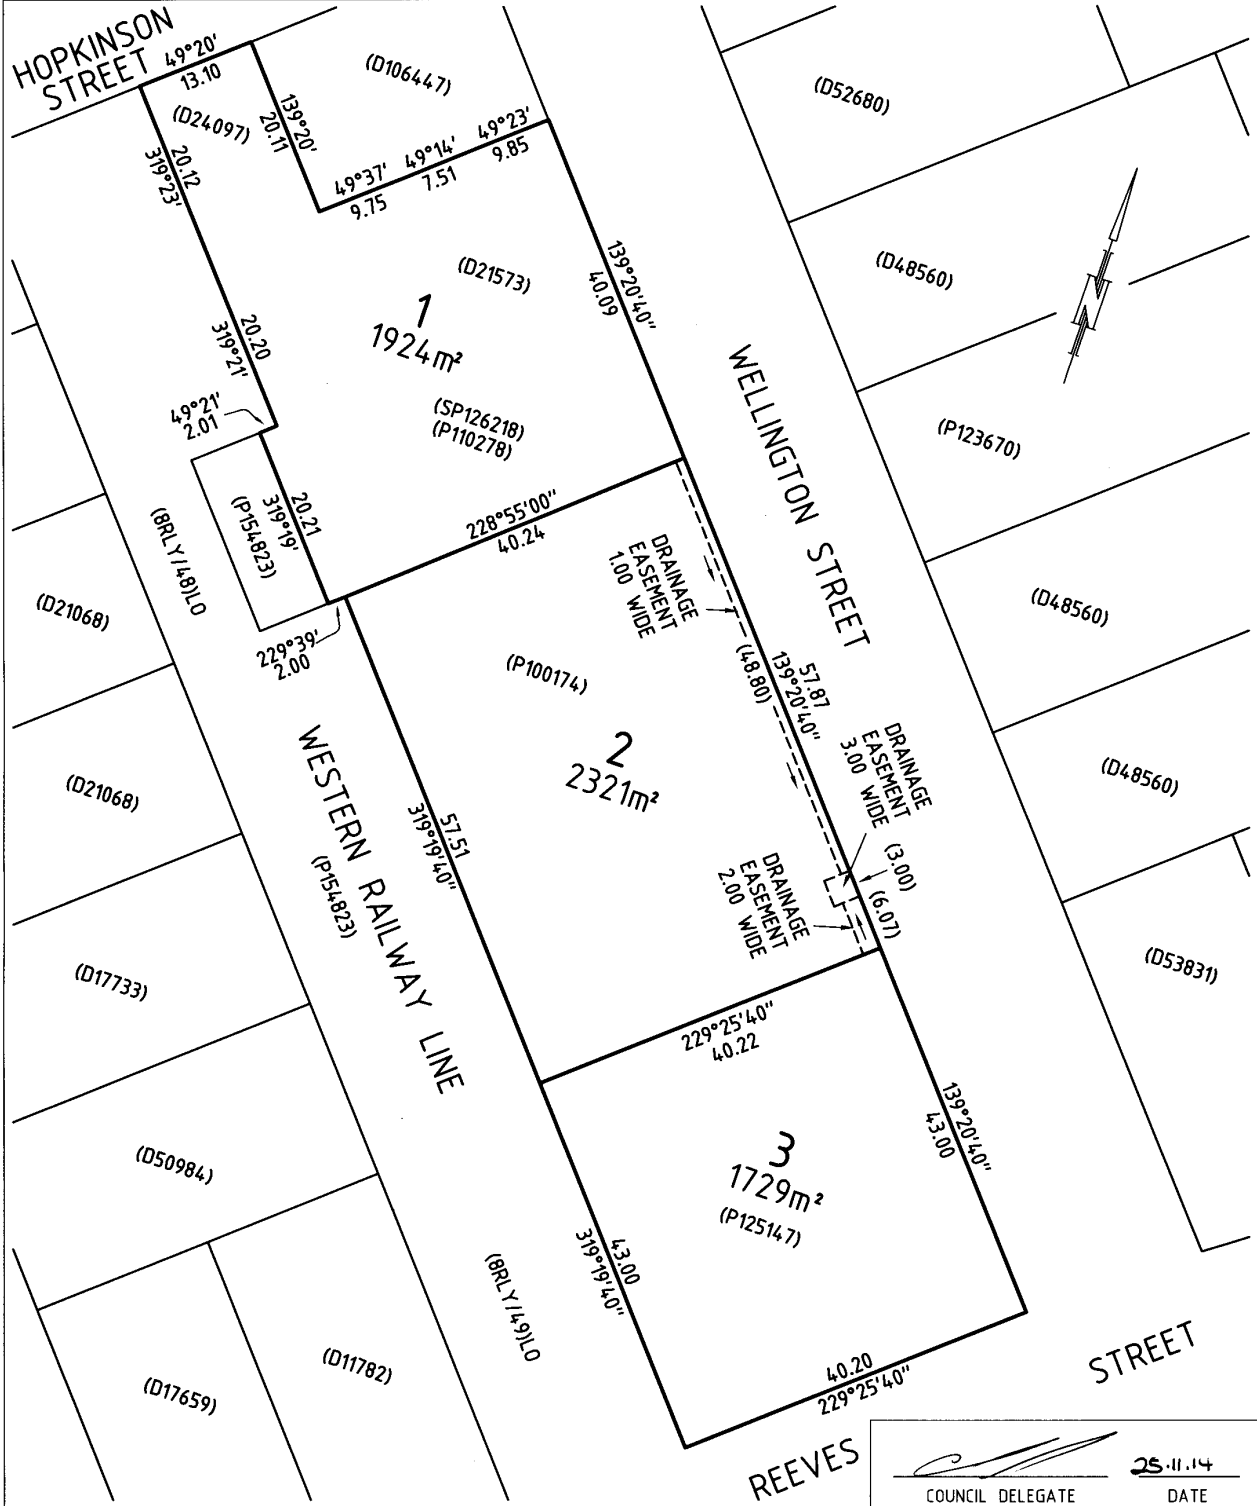 HOPKINSON
STREET
49°20'
13.10
(D24097)
139°20'
20.11
(D106447)
20.12
319°23'
49°37'
9.75
49°14'
7.51
49°23'
9.85
(D52680)
(D21573)
139°20'40"
40.09
(D48560)
1
1924m²
20.20
319°21'
49°21'
2.01
(SP126218)
(P110278)
WELLINGTON STREET
(P123670)
20.21
319°19'
(P154823)
228°55'00"
40.24
(8RLY/48)LO
DRAINAGE
EASEMENT
1.00 WIDE
(D21068)
(D48560)
229°39'
2.00
(P100174)
(48.80)
57.87
139°20'40"
2
2321m²
DRAINAGE
EASEMENT
3.00 WIDE
(D21068)
WESTERN RAILWAY LINE
(P154823)
57.51
319°19'40"
(D48560)
DRAINAGE
EASEMENT
2.00 WIDE
(3.00)
(6.07)
(D17733)
(D53831)
229°25'40"
40.22
139°20'40"
43.00
(D50984)
3
1729m²
(P125147)
43.00
319°19'40"
(8RLY/49)LO
(D17659)
(D11782)
40.20
229°25'40"
REEVES STREET
25.11.14
COUNCIL DELEGATE
DATE